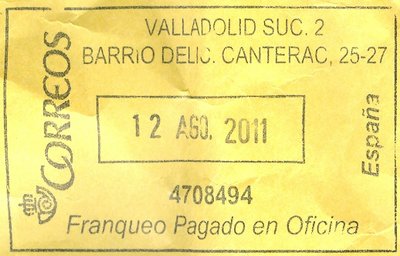 VALLADOLID SUC. 2
BARRIO DELIC. CANTERAC, 25-27
CORREOS
12 AGO. 2011
España
4708494
Franqueo Pagado en Oficina